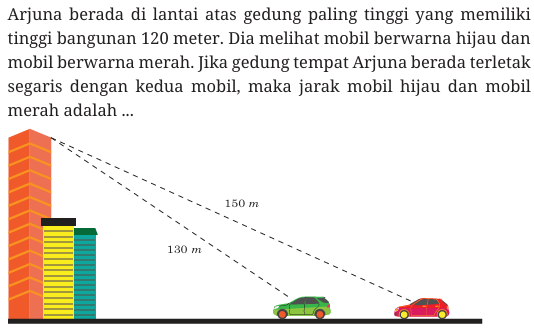 Arjuna berada di lantai atas gedung paling tinggi yang memiliki
tinggi bangunan 120 meter. Dia melihat mobil berwarna hijau dan
mobil berwarna merah. Jika gedung tempat Arjuna berada terletak
segaris dengan kedua mobil, maka jarak mobil hijau dan mobil
merah adalah ...
150 m
130 m